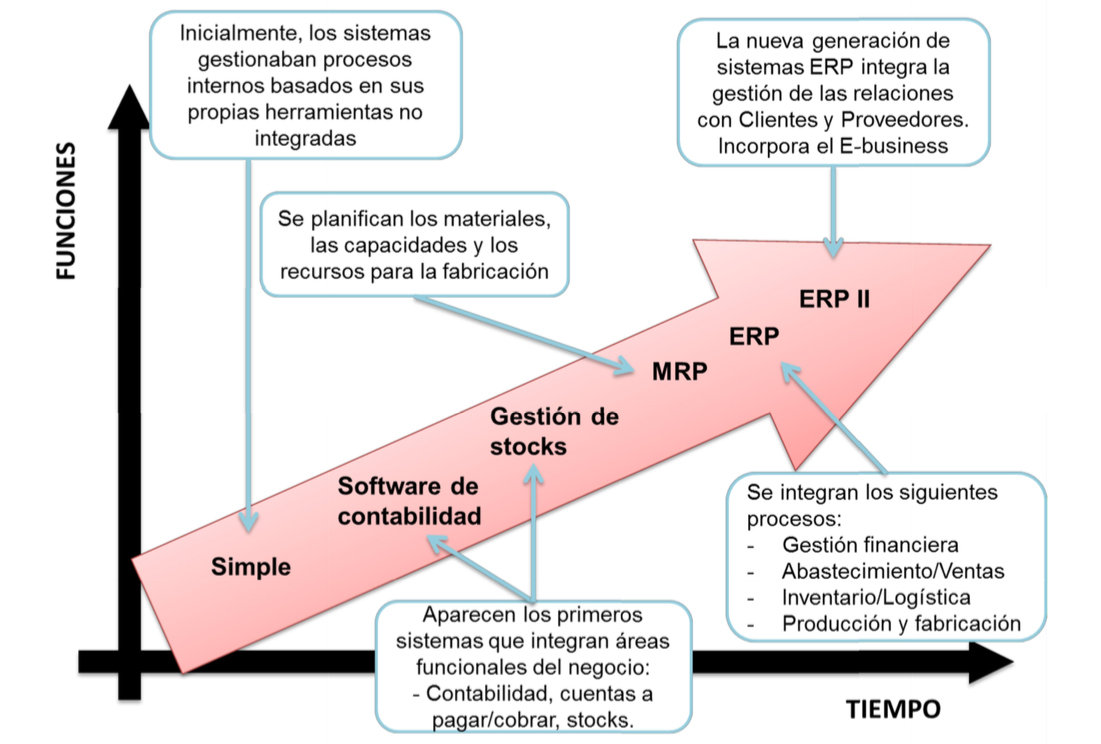 Inicialmente, los sistemas
gestionaban procesos
internos basados en sus
propias herramientas no
integradas
La nueva generación de
sistemas ERP integra la
gestión de las relaciones
con Clientes y Proveedores.
Incorpora el E-business
FUNCIONES
Se planifican los materiales,
las capacidades y los
recursos para la fabricación
ERP II
ERP
MRP
Gestión de
stocks
Software de
contabilidad
Simple
Se integran los siguientes
procesos:
- Gestión financiera
- Abastecimiento/Ventas
- Inventario/Logística
- Producción y fabricación
Aparecen los primeros
sistemas que integran áreas
funcionales del negocio:
- Contabilidad, cuentas a
pagar/cobrar, stocks.
TIEMPO